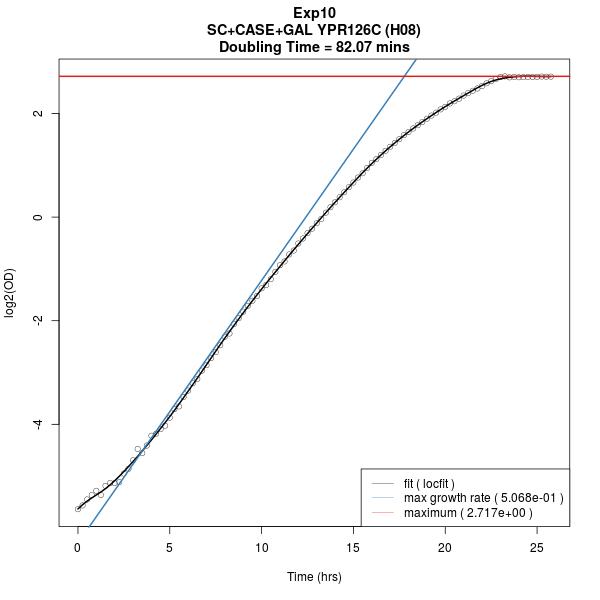 Exp10
SC+CASE+GAL YPR126C (H08)
Doubling Time = 82.07 mins
log2(OD)
2
0
-2
-4
fit ( locfit )
max growth rate ( 5.068e-01 )
maximum ( 2.717e+00 )
0 5 10 15 20 25
Time (hrs)